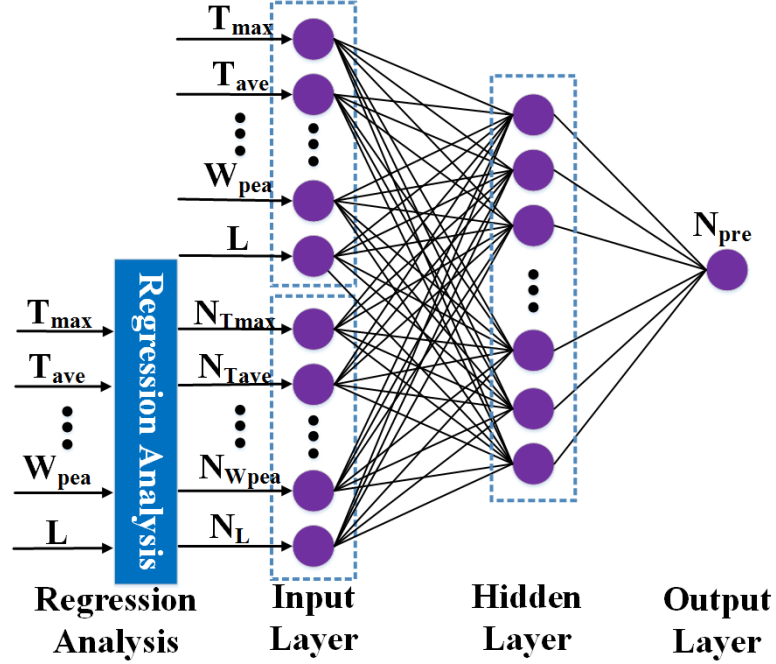 Tmax
Tave
Wpea
L
Regression Analysis
Tmax
Tave
Wpea
L
NTmax
NTave
NWpea
NL
Npre
Regression
Analysis
Input
Layer
Hidden
Layer
Output
Layer